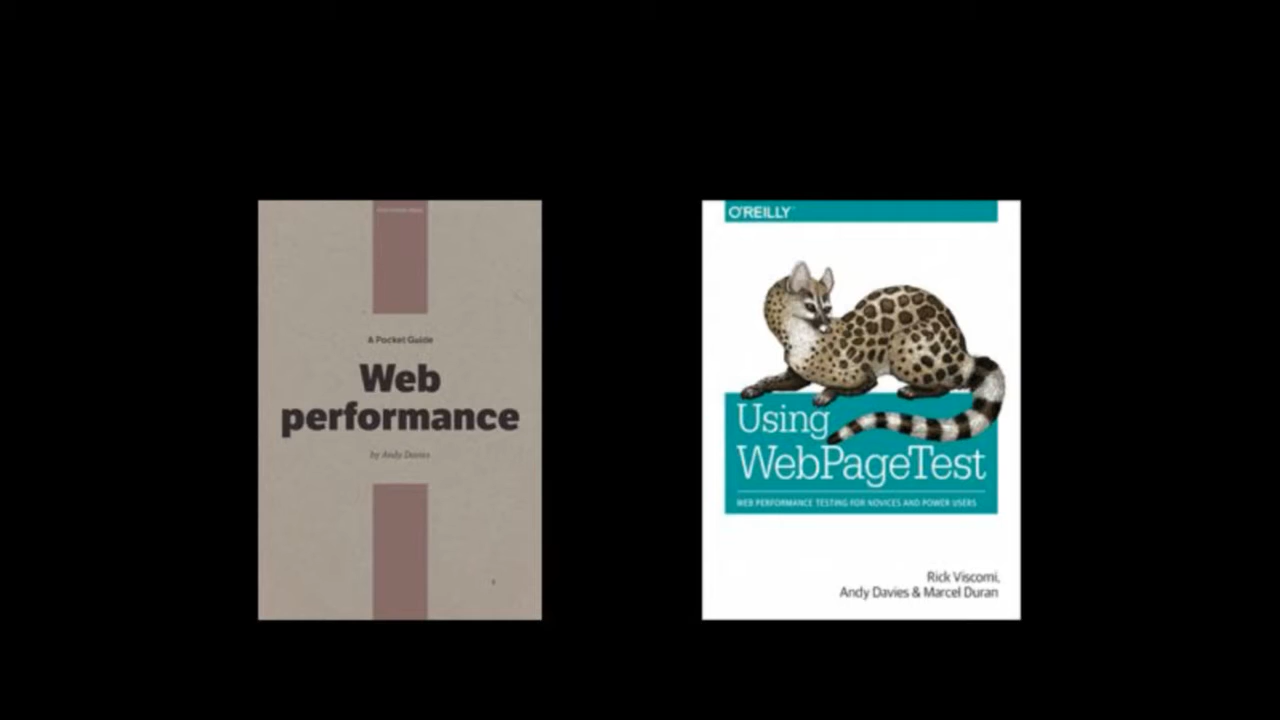 A Pocket Guide
Web
performance
by Andy Davies
O'REILLY
Using
WebPageTest
WEB PERFORMANCE TESTING FOR NOVICES AND POWER USERS
Rick Viscomi,
Andy Davies & Marcel Duran